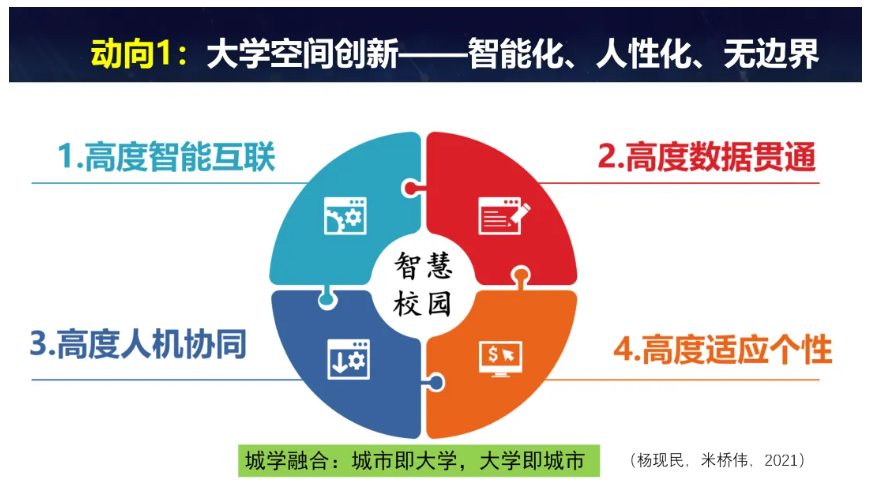 动向1：大学空间创新——智能化、人性化、无边界
1.高度智能互联
2.高度数据贯通
智慧
校园
3.高度人机协同
4.高度适应个性
$
城学融合：城市即大学，大学即城市
（杨现民，米桥伟，2021）